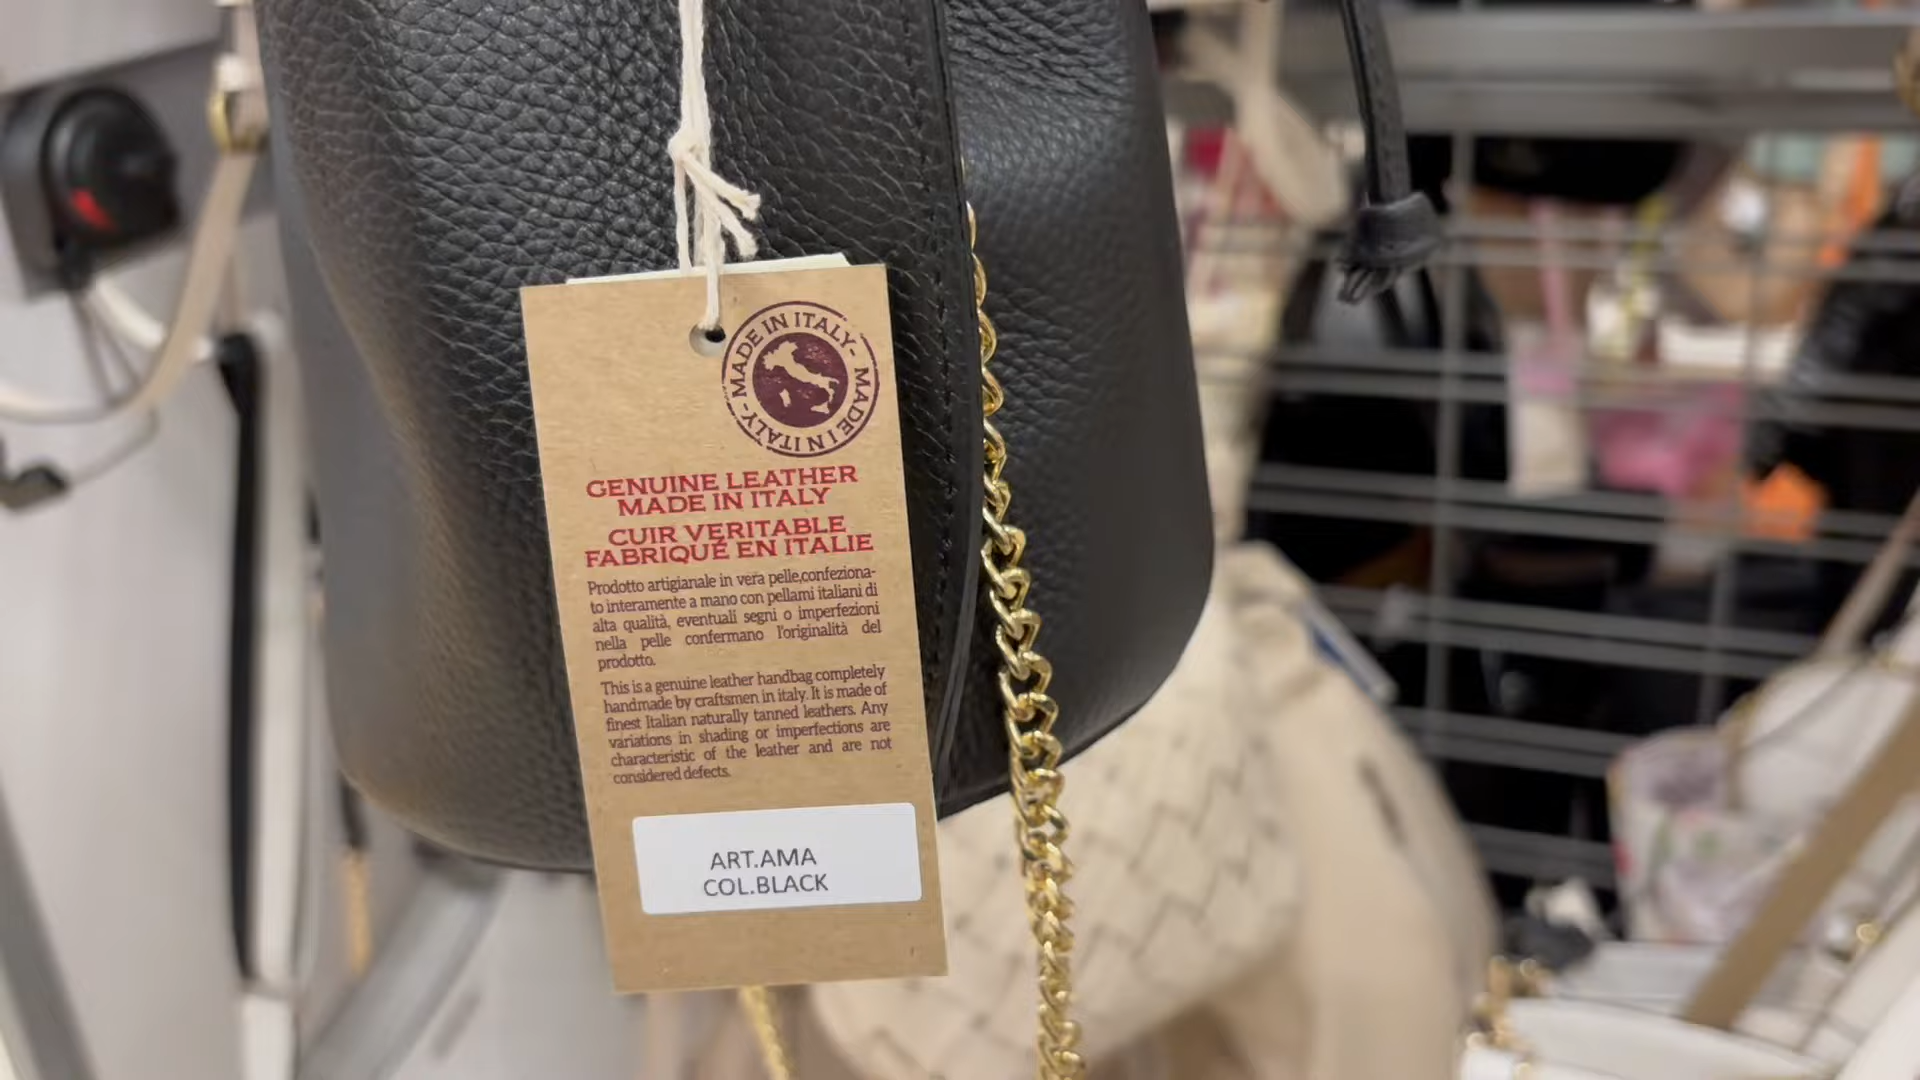 MADE IN ITALY - MADE IN ITALY -
GENUINE LEATHER
MADE IN ITALY
CUIR VERITABLE
FABRIQUÉ EN ITALIE
Prodotto artigianale in vera pelle,confeziona-
to interamente a mano con pellami italiani di
alta qualità, eventuali segni o imperfezioni
nella pelle confermano l'originalità del
prodotto.
This is a genuine leather handbag completely
handmade by craftsmen in italy. It is made of
finest Italian naturally tanned leathers. Any
variations in shading or imperfections are
characteristic of the leather and are not
considered defects.
ART.AMA
COL.BLACK